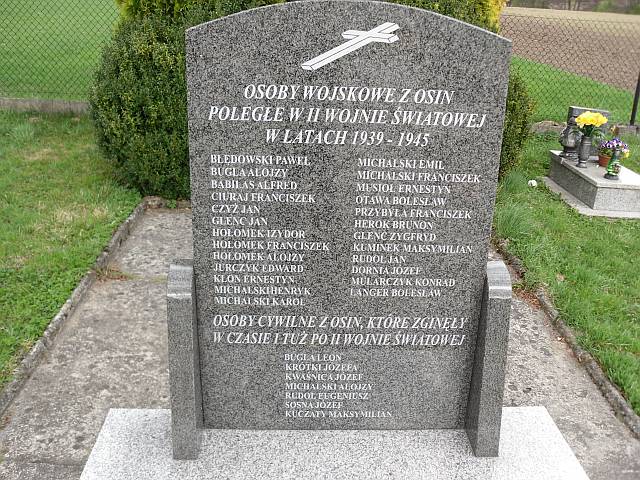 OSOBY WOJSKOWE Z OSIN
POLEGŁE W II WOJNIE ŚWIATOWEJ
W LATACH 1939 - 1945
BŁĘDOWSKI PAWEŁ
BUGLA ALOJZY
BABILAS ALFRED
CIURAJ FRANCISZEK
CZYŻ JAN
GLENC JAN
HOŁOMEK IZYDOR
HOŁOMEK FRANCISZEK
HOŁOMEK ALOJZY
JURCZYK EDWARD
KŁON ERNESTYN
MICHALSKI HENRYK
MICHALSKI KAROL
MICHALSKI EMIL
MICHALSKI FRANCISZEK
MUSIOŁ ERNESTYN
OTAWA BOLESŁAW
PRZYBYŁA FRANCISZEK
HEROK BRUNON
GLENC ZYGFRYD
KUMINEK MAKSYMILIAN
RUDOL JAN
DORNIA JÓZEF
MULARCZYK KONRAD
LANGER BOLESŁAW
OSOBY CYWILNE Z OSIN, KTÓRE ZGINĘŁY
W CZASIE I TUŻ PO II WOJNIE ŚWIATOWEJ
BUGLA LEON
KRÓTKI JÓZEFA
KWAŚNICA JÓZEF
MICHALSKI ALOJZY
RUDOL EUGENIUSZ
SOSNA JÓZEF
KUCZATY MAKSYMILIAN